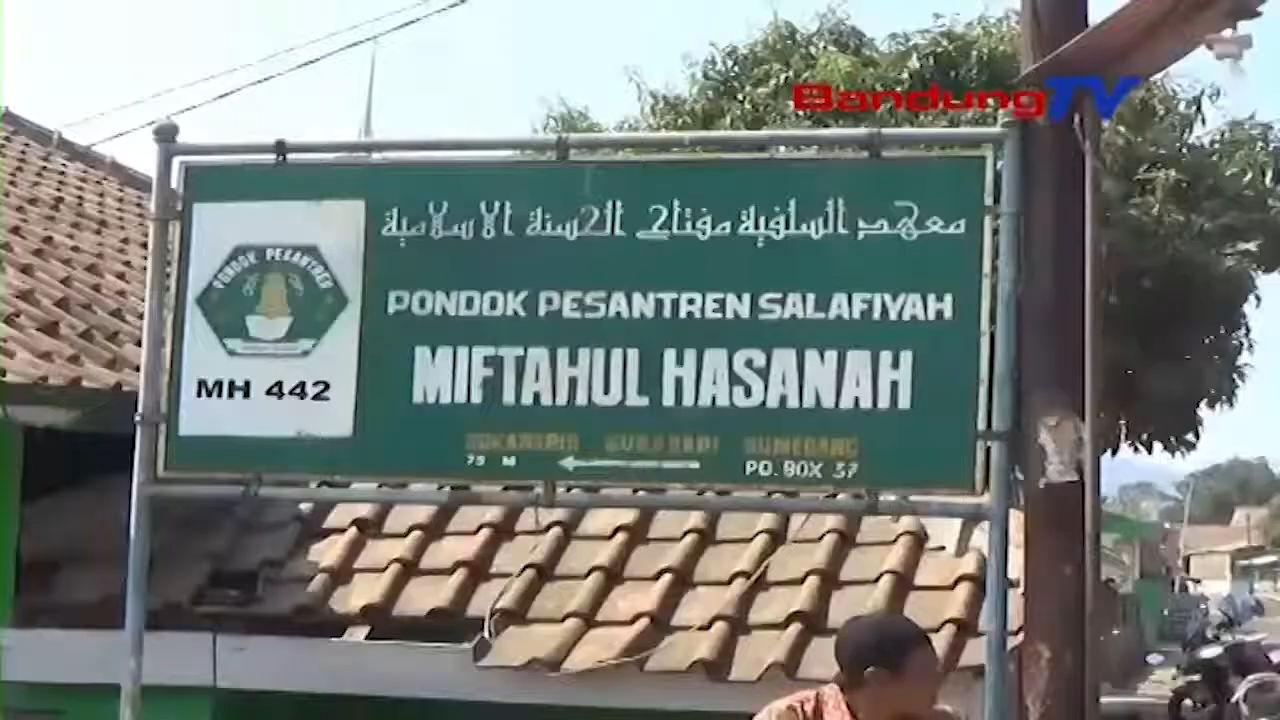 BandungTV
معهد السلفية مفتاح الحسنة الاسلامية
PONDOK PESANTREN
MH 442
PONDOK PESANTREN SALAFIYAH
MIFTAHUL HASANAH
SUMEDANG
75 M
PO. BOX 37